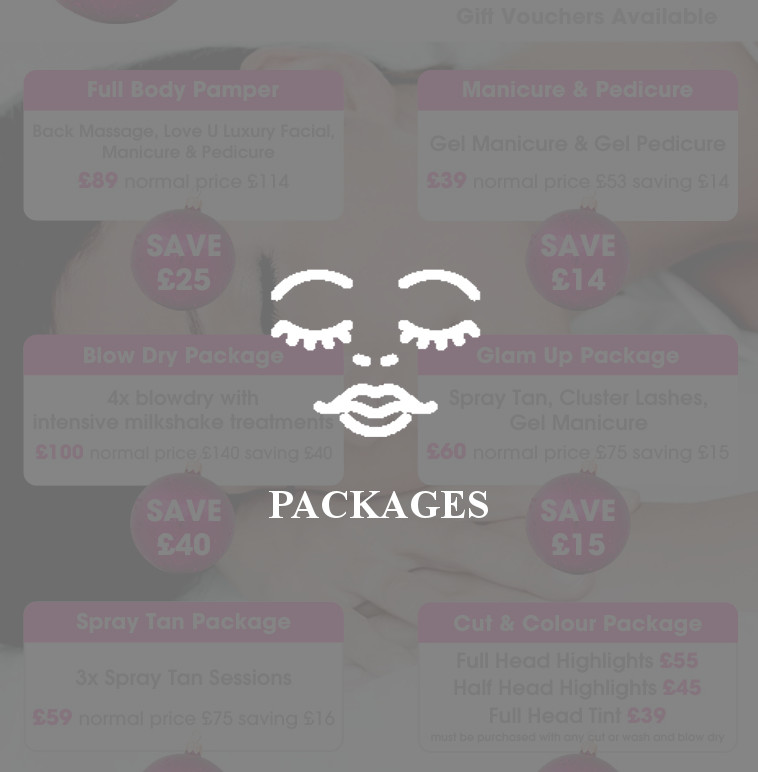 Gift Vouchers Available
Full Body Pamper
Back Massage, Love U Luxury Facial,
Manicure & Pedicure
£89 normal price £114
SAVE
£25
Manicure & Pedicure
Gel Manicure & Gel Pedicure
£39 normal price £53 saving £14
SAVE
£14
Blow Dry Package
4x blowdry with
intensive milkshake treatments
£100 normal price £140 saving £40
SAVE
£40
Glam Up Package
Spray Tan, Cluster Lashes,
Gel Manicure
£60 normal price £75 saving £15
SAVE
£15
PACKAGES
Spray Tan Package
3x Spray Tan Sessions
£59 normal price £75 saving £16
Cut & Colour Package
Full Head Highlights £55
Half Head Highlights £45
Full Head Tint £39
must be purchased with any cut or wash and blow dry